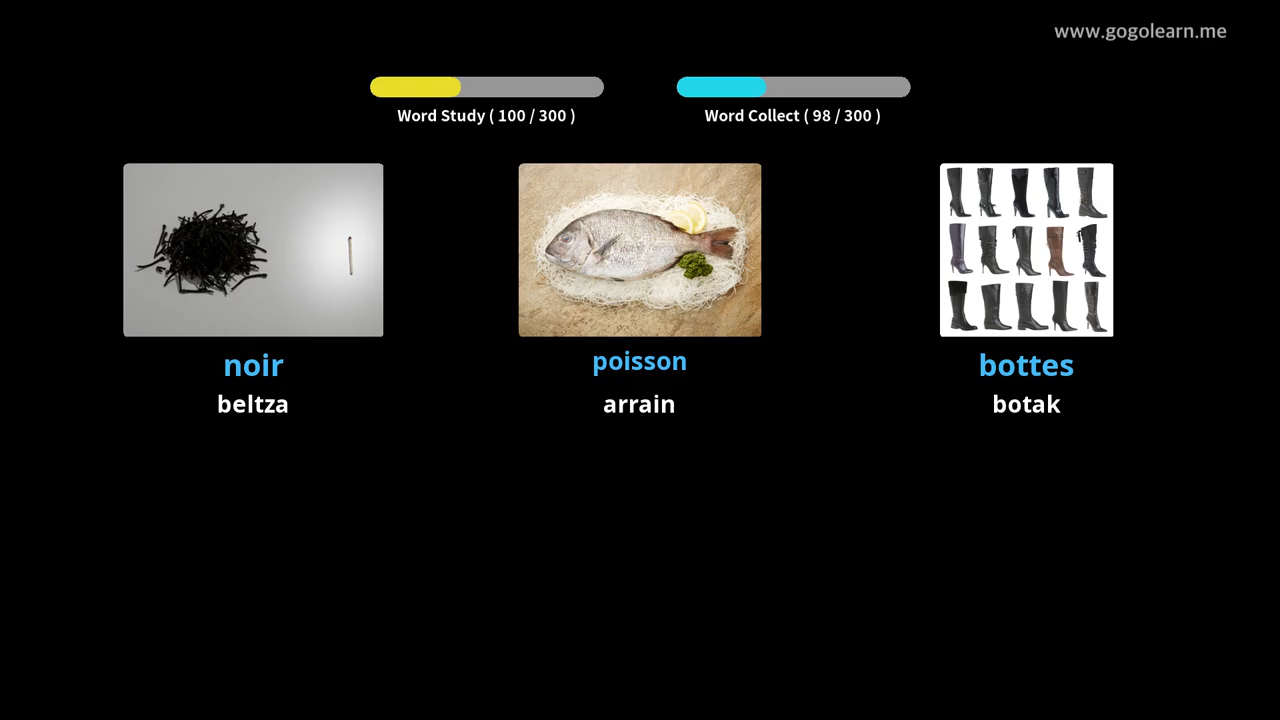 www.gogolearn.me
Word Study ( 100 / 300 )
Word Collect ( 98 / 300 )
noir
poisson
bottes
beltza
arrain
botak